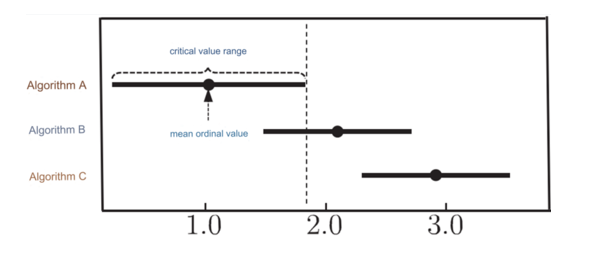 critical value range
Algorithm A
mean ordinal value
Algorithm B
Algorithm C
1.0 2.0 3.0